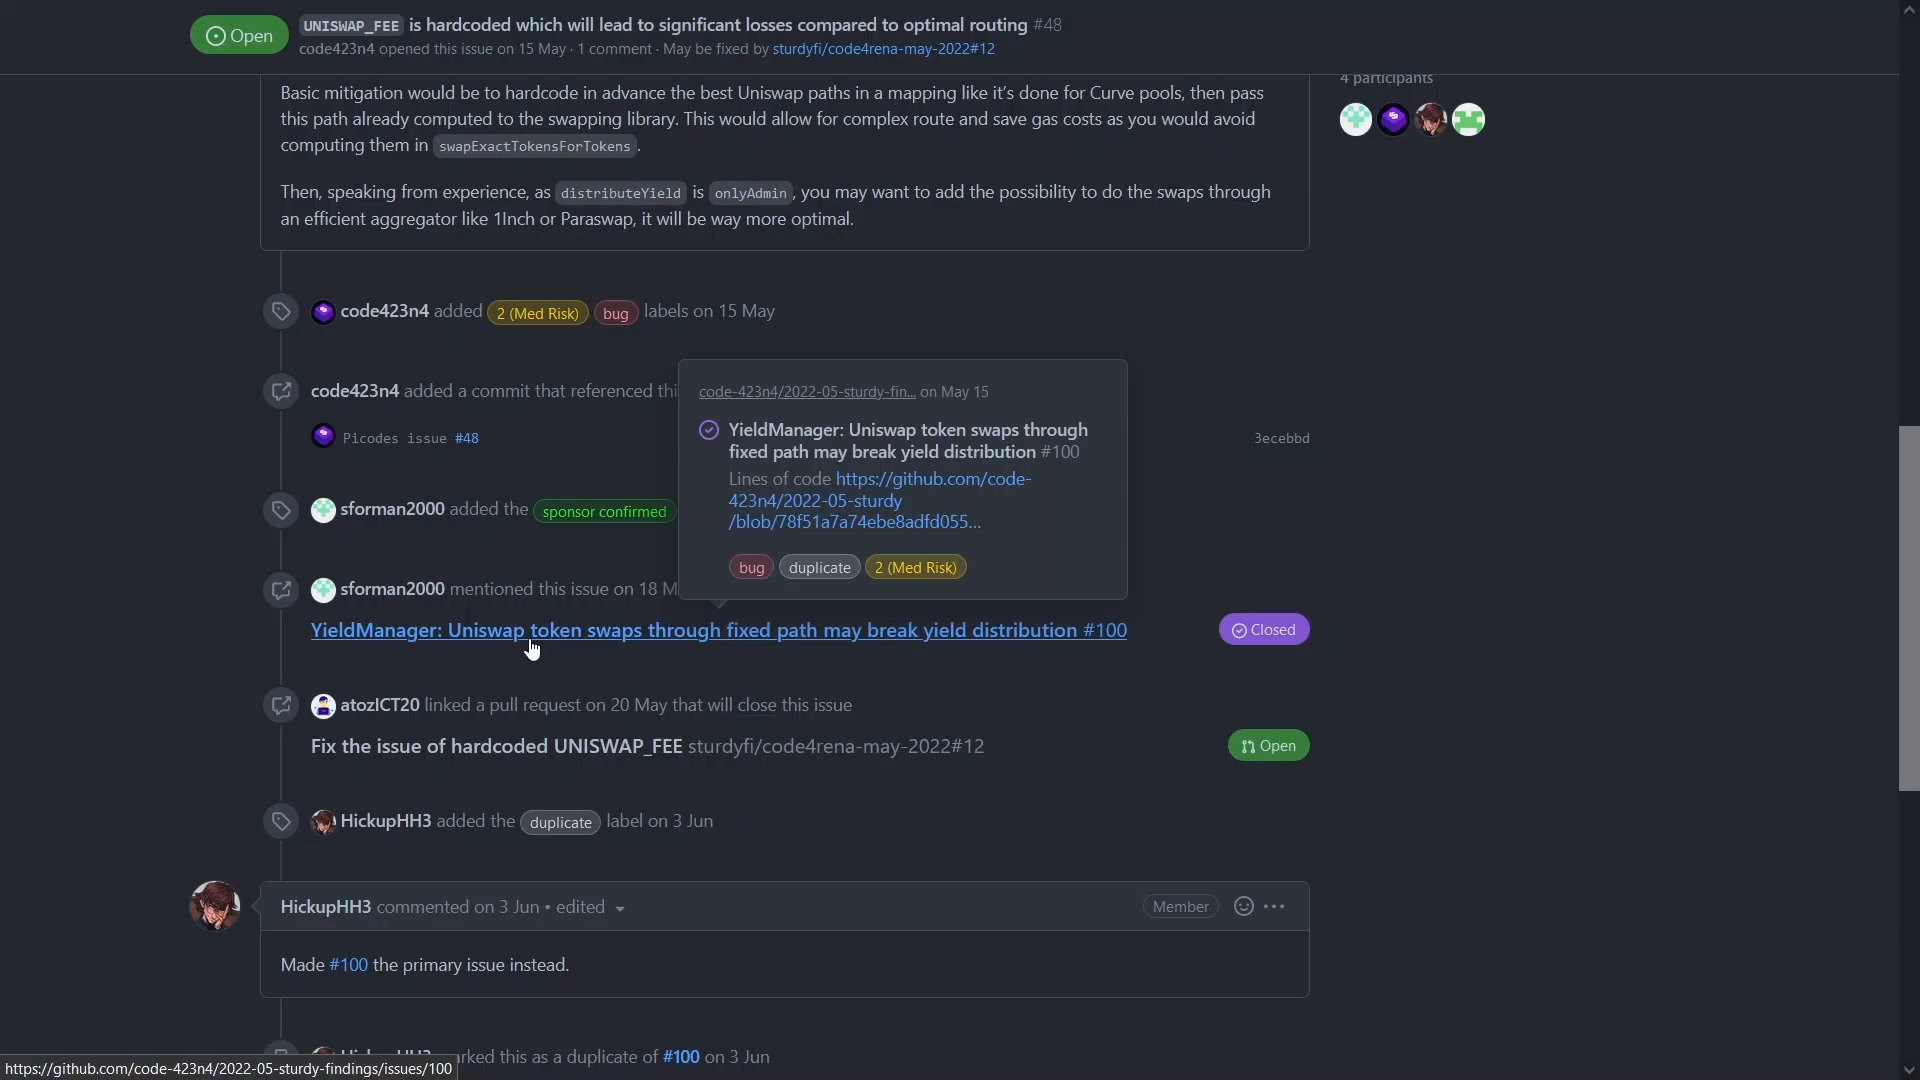 Open
UNISWAP_FEE is hardcoded which will lead to significant losses compared to optimal routing #48
code423n4 opened this issue on 15 May · 1 comment · May be fixed by sturdyfi/code4rena-may-2022#12
4 participants
Basic mitigation would be to hardcode in advance the best Uniswap paths in a mapping like it's done for Curve pools, then pass
this path already computed to the swapping library. This would allow for complex route and save gas costs as you would avoid
computing them in swapExactTokensForTokens.
Then, speaking from experience, as distributeYield is onlyAdmin, you may want to add the possibility to do the swaps through
an efficient aggregator like 1Inch or Paraswap, it will be way more optimal.
code423n4 added 2 (Med Risk) bug labels on 15 May
code423n4 added a commit that referenced thi
Picodes issue #48
3ecebbd
code-423n4/2022-05-sturdy-fin... on May 15
YieldManager: Uniswap token swaps through
fixed path may break yield distribution #100
Lines of code https://github.com/code-
423n4/2022-05-sturdy
/blob/78f51a7a74ebe8adfd055...
bug duplicate 2 (Med Risk)
sforman2000 added the sponsor confirmed
sforman2000 mentioned this issue on 18 M
YieldManager: Uniswap token swaps through fixed path may break yield distribution #100
Closed
atozICT20 linked a pull request on 20 May that will close this issue
Fix the issue of hardcoded UNISWAP_FEE sturdyfi/code4rena-may-2022#12
Open
HickupHH3 added the duplicate label on 3 Jun
HickupHH3 commented on 3 Jun • edited
Member
Made #100 the primary issue instead.
rked this as a duplicate of #100 on 3 Jun
https://github.com/code-423n4/2022-05-sturdy-findings/issues/100